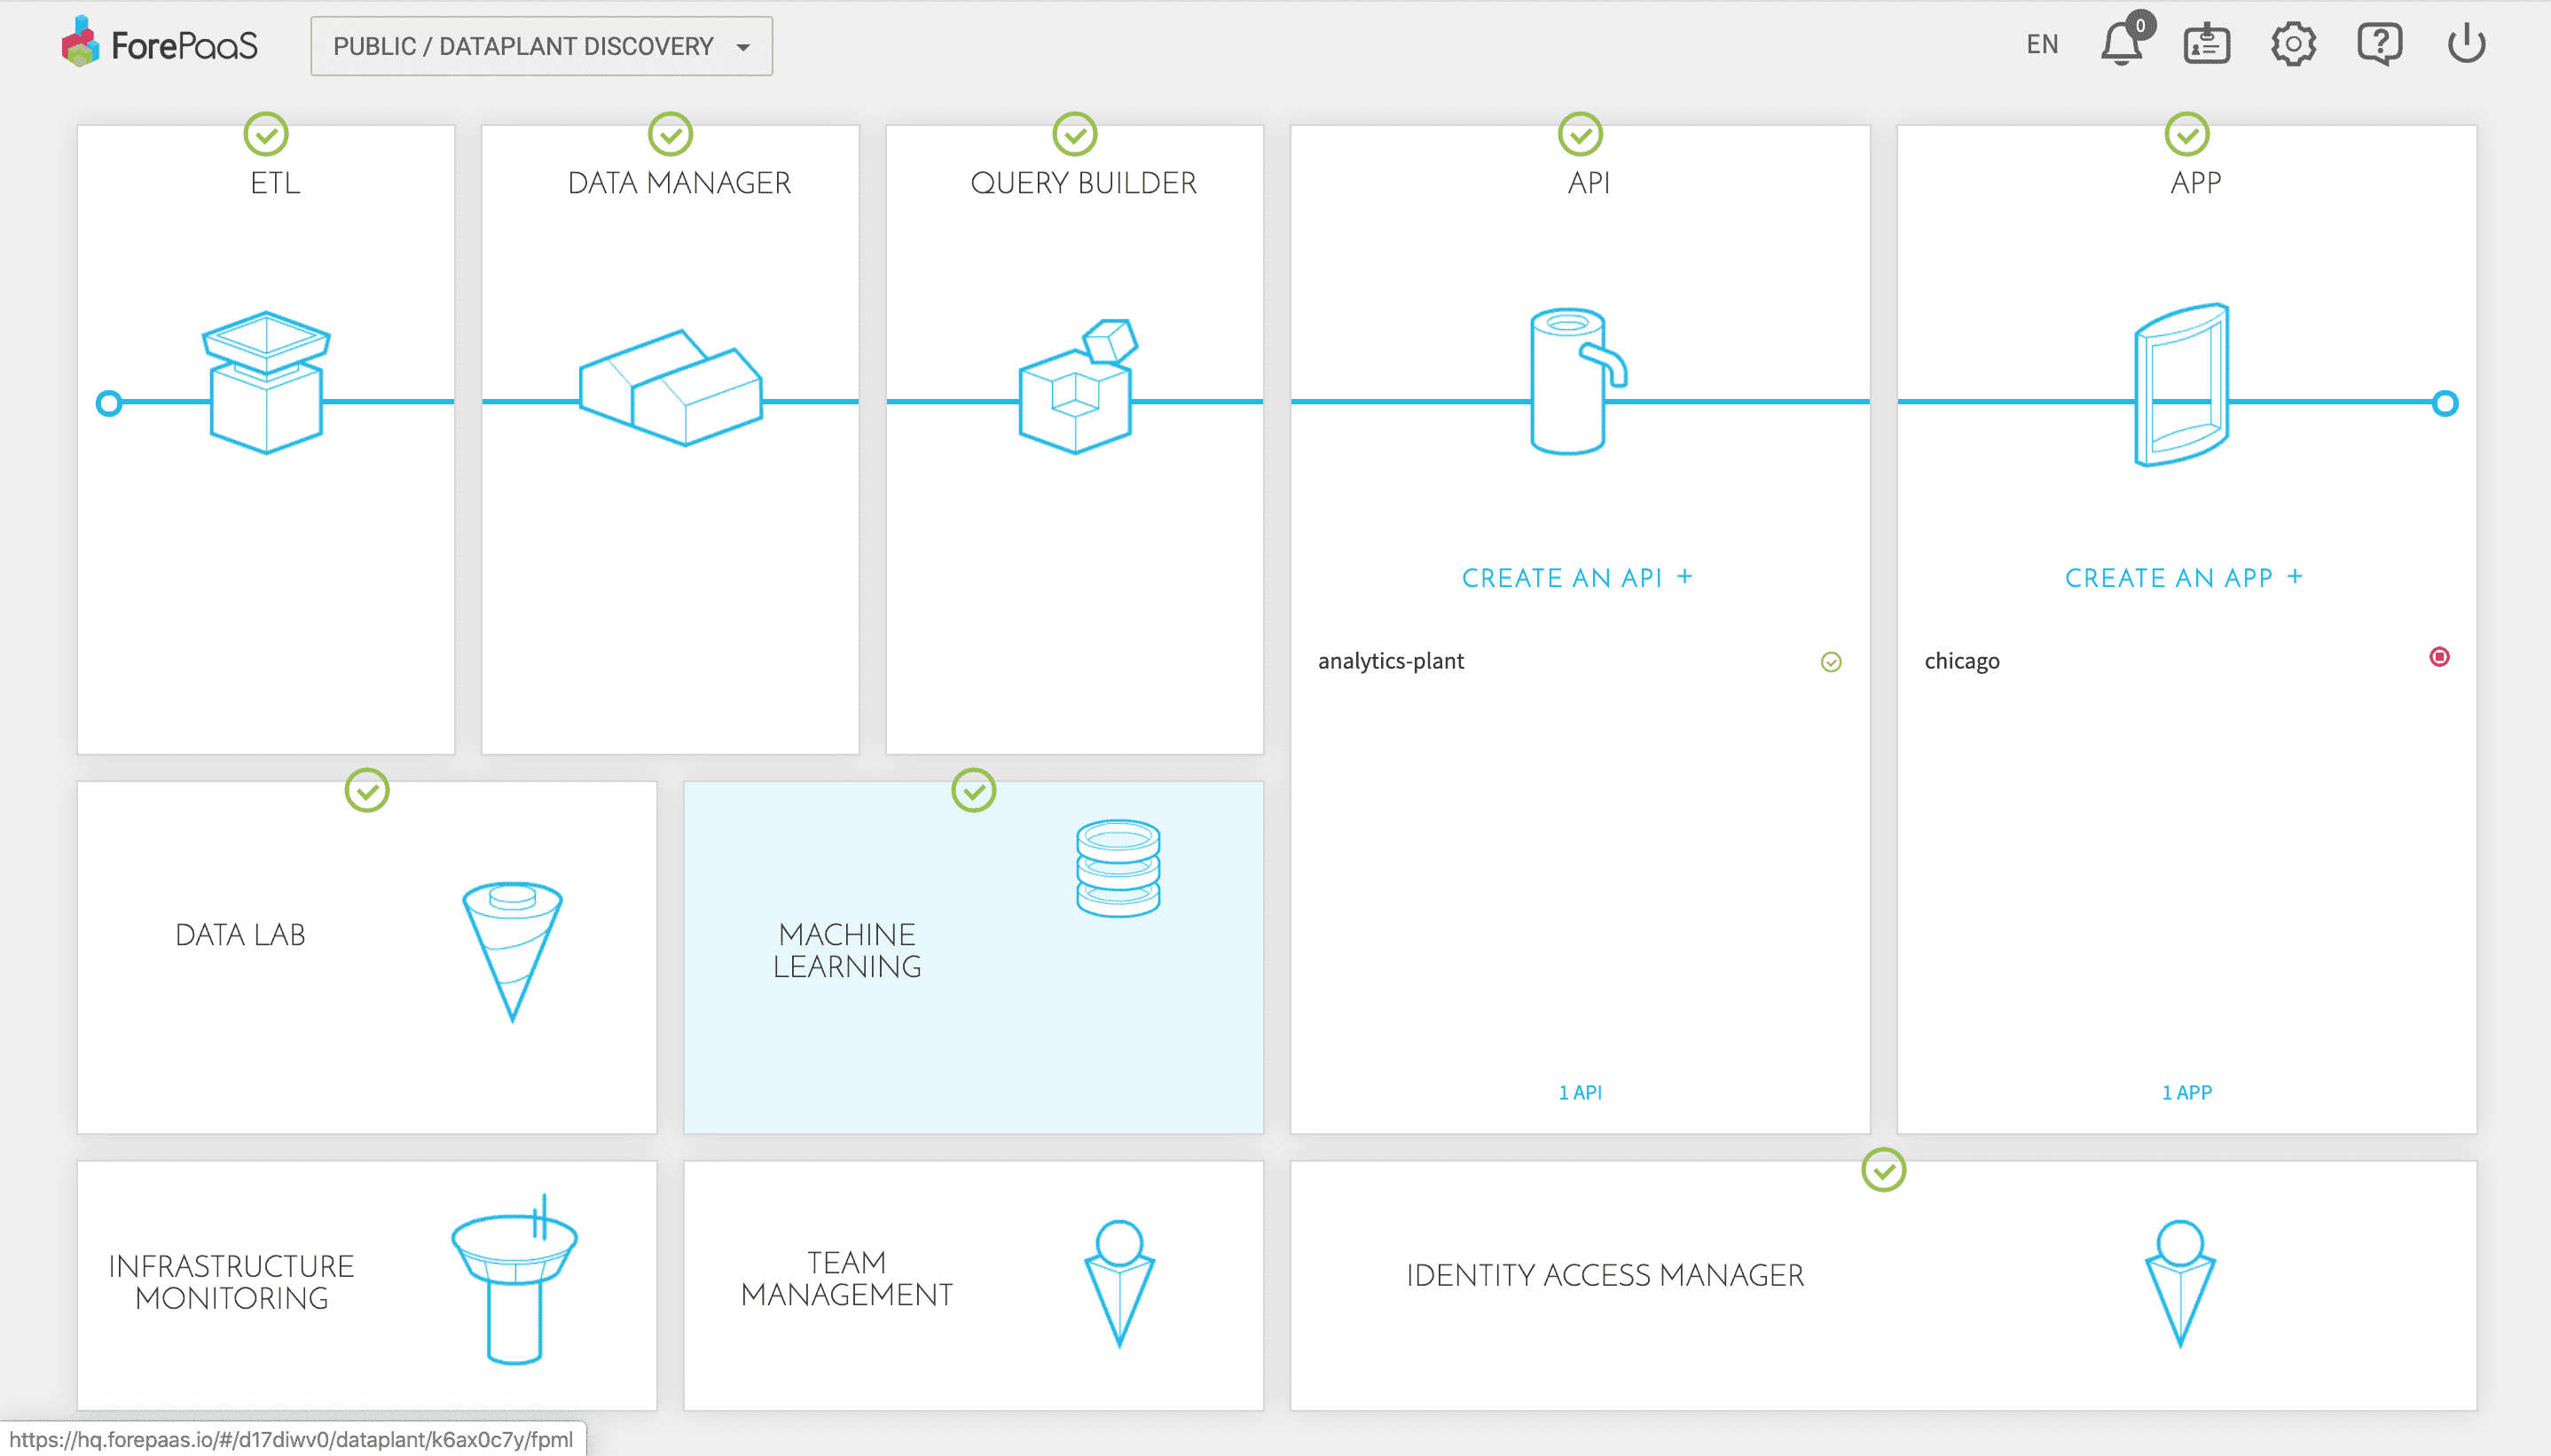 ForePaaS
PUBLIC / DATAPLANT DISCOVERY
EN
0
ETL
DATA MANAGER
QUERY BUILDER
API
APP
CREATE AN API +
CREATE AN APP +
analytics-plant
chicago
DATA LAB
MACHINE
LEARNING
1 API
1 APP
INFRASTRUCTURE
MONITORING
TEAM
MANAGEMENT
IDENTITY ACCESS MANAGER
https://hq.forepaas.io/#/d17diwv0/dataplant/k6ax0c7y/fpml